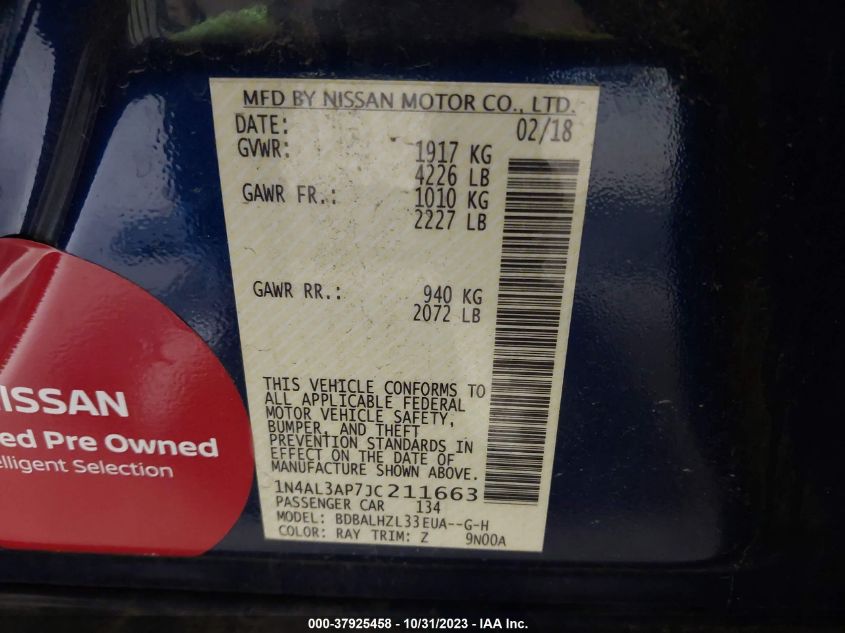 MFD BY NISSAN MOTOR CO., LTD.
DATE: 02/18
GVWR: 1917 KG
4226 LB
GAWR FR.: 1010 KG
2227 LB
GAWR RR.: 940 KG
2072 LB
THIS VEHICLE CONFORMS TO
ALL APPLICABLE FEDERAL
MOTOR VEHICLE SAFETY,
BUMPER, AND THEFT
PREVENTION STANDARDS IN
EFFECT ON THE DATE OF
MANUFACTURE SHOWN ABOVE.
1N4AL3AP7JC211663
PASSENGER CAR 134
MODEL: BDBALHZL33EUA--G-H
COLOR: RAY TRIM: Z 9N00A
ISSAN
ed Pre Owned
elligent Selection
000-37925458 - 10/31/2023 - IAA Inc.